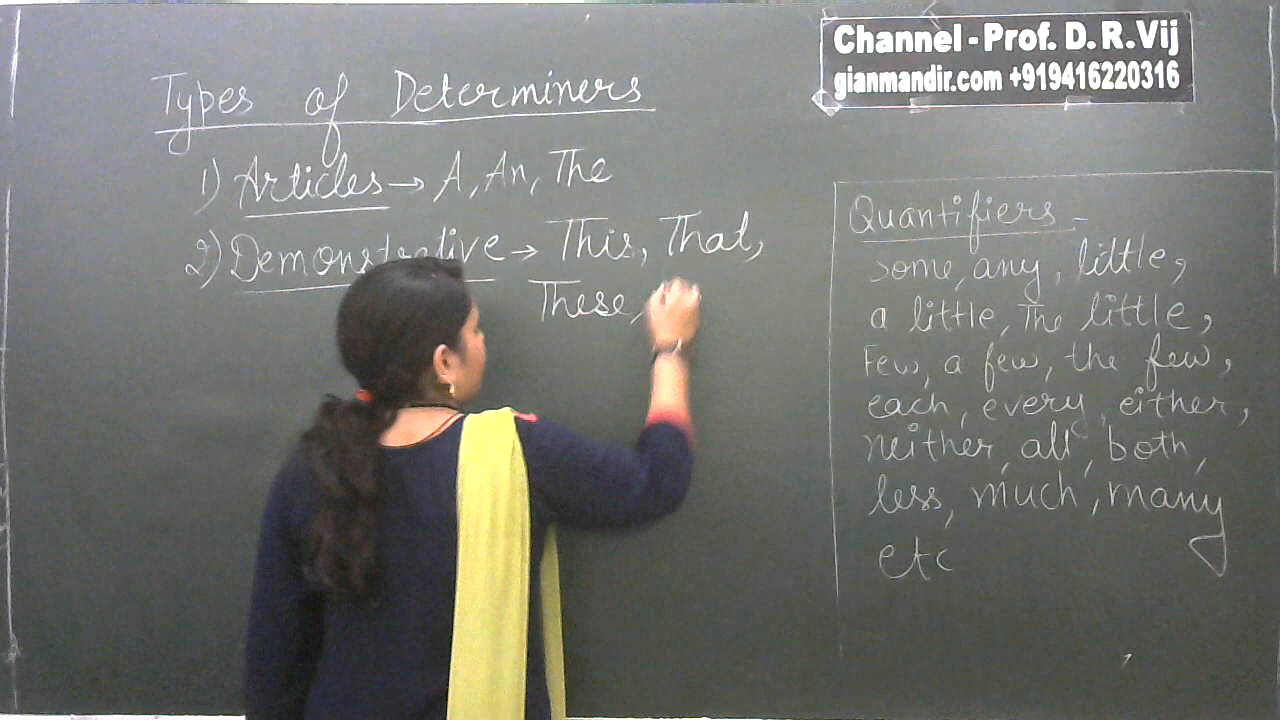 Channel - Prof. D. R. Vij
gianmandir.com +919416220316
Types of Determiners
1) Articles → A, An, The
2) Demonstrative → This, That,
These,
Quantifiers -
some, any, little,
a little, The little,
Few, a few, the few,
each, every, either,
neither, all, both,
less, much, many
etc